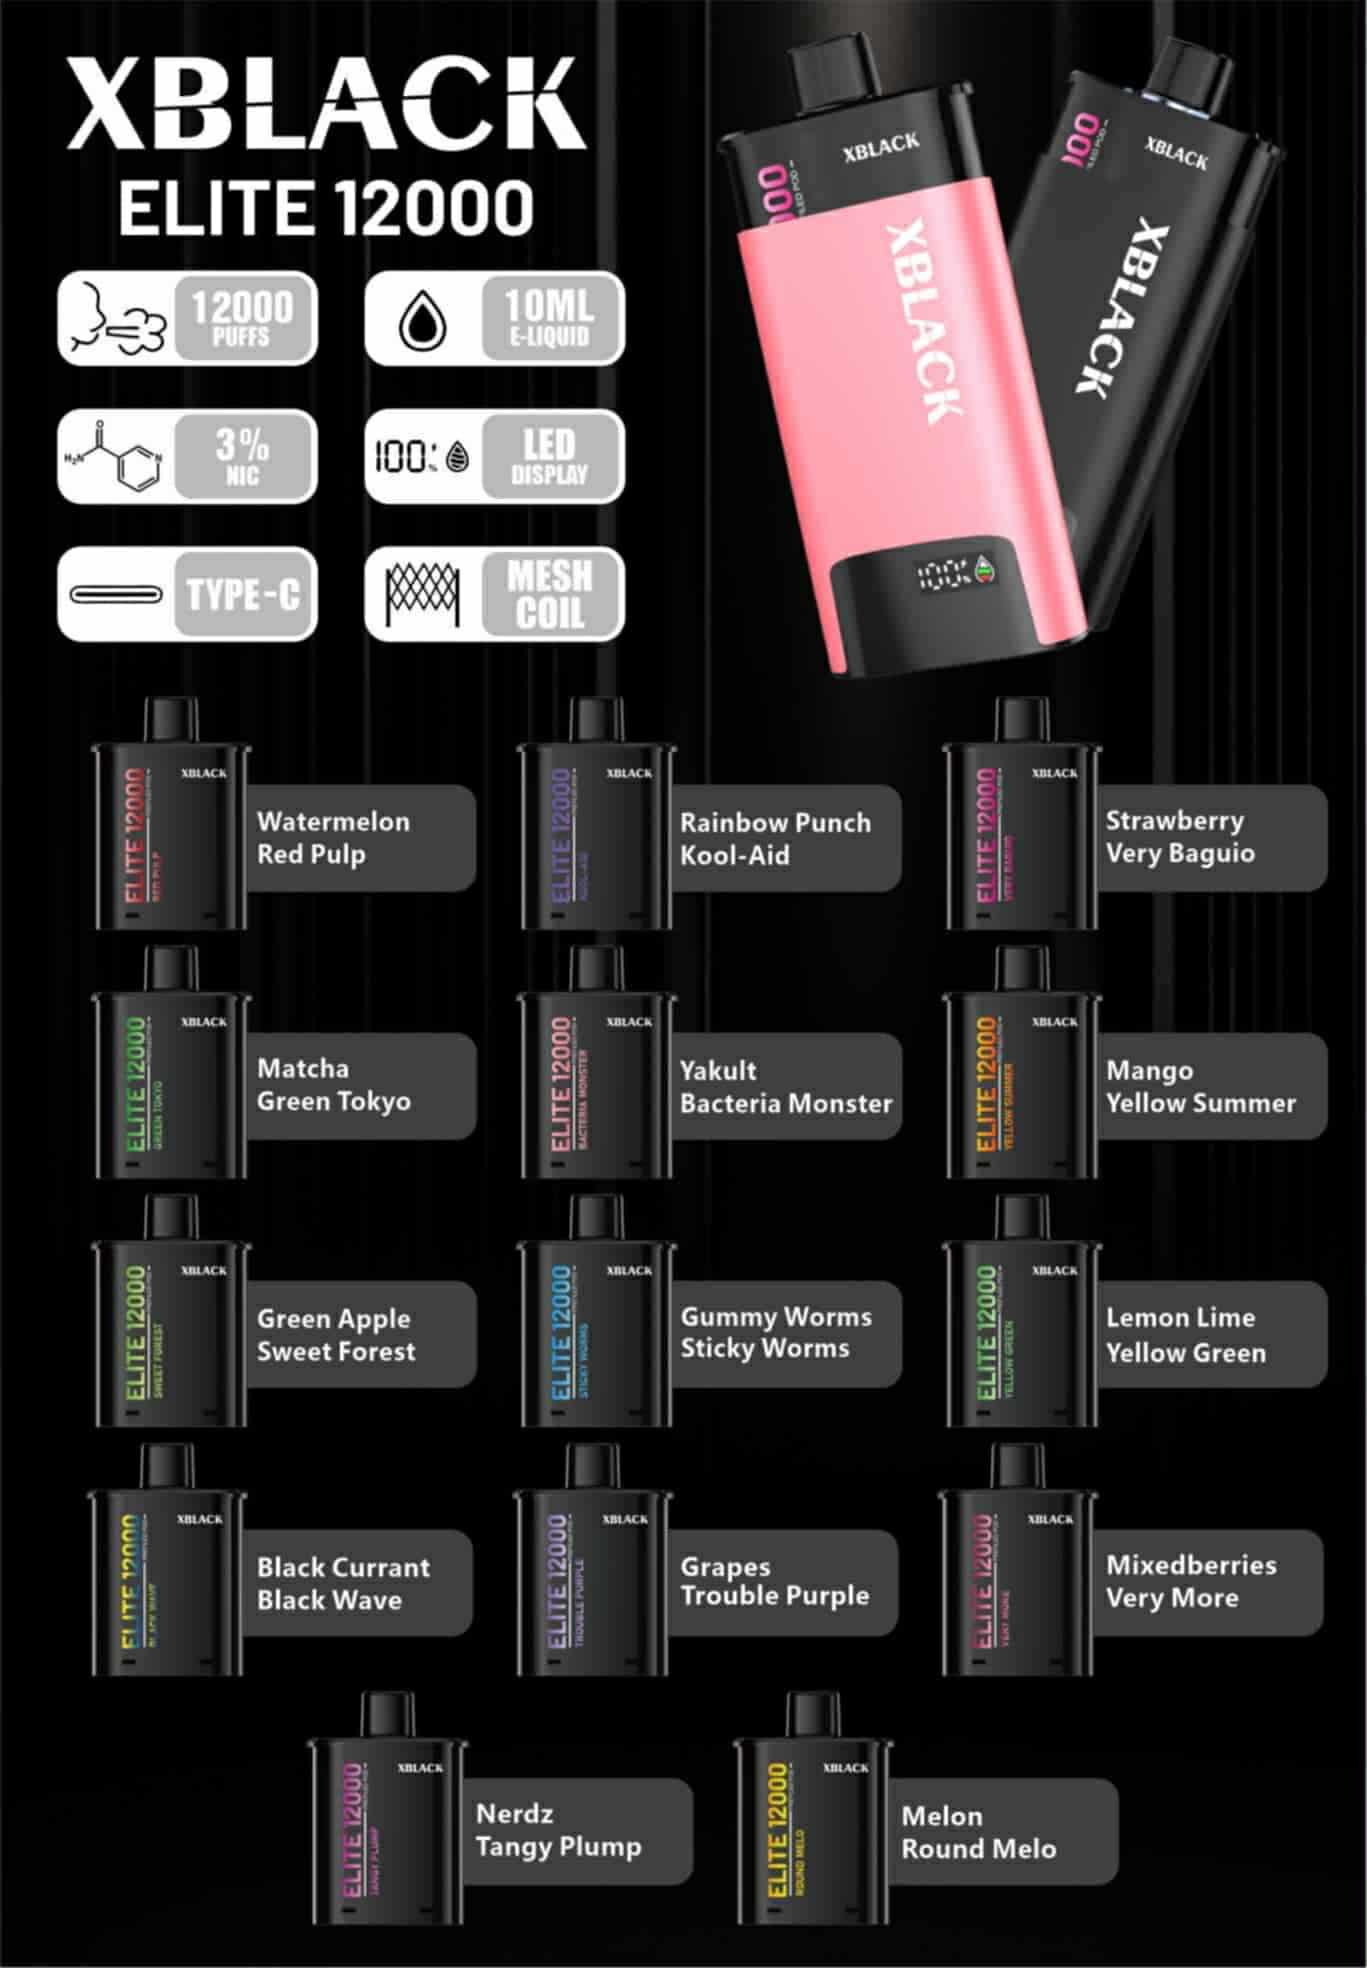 XBLACK
ELITE 12000
12000
PUFFS
10ML
E-LIQUID
3%
NIC
100%
LED
DISPLAY
TYPE-C
MESH
COIL
H₂N
O
N
XBLACK
XBLACK
100%
XBLACK
XBLACK
ELITE 12000
RED PULP
XBLACK
Watermelon
Red Pulp
ELITE 12000
KOOL-AID
XBLACK
Rainbow Punch
Kool-Aid
ELITE 12000
VERY BAGUIO
XBLACK
Strawberry
Very Baguio
ELITE 12000
GREEN TOKYO
XBLACK
Matcha
Green Tokyo
ELITE 12000
BACTERIA MONSTER
XBLACK
Yakult
Bacteria Monster
ELITE 12000
YELLOW SUMMER
XBLACK
Mango
Yellow Summer
ELITE 12000
SWEET FOREST
XBLACK
Green Apple
Sweet Forest
ELITE 12000
STICKY WORMS
XBLACK
Gummy Worms
Sticky Worms
ELITE 12000
YELLOW GREEN
XBLACK
Lemon Lime
Yellow Green
ELITE 12000
BLACK WAVE
XBLACK
Black Currant
Black Wave
ELITE 12000
TROUBLE PURPLE
XBLACK
Grapes
Trouble Purple
ELITE 12000
VERY MORE
XBLACK
Mixedberries
Very More
ELITE 12000
TANGY PLUMP
XBLACK
Nerdz
Tangy Plump
ELITE 12000
ROUND MELO
XBLACK
Melon
Round Melo